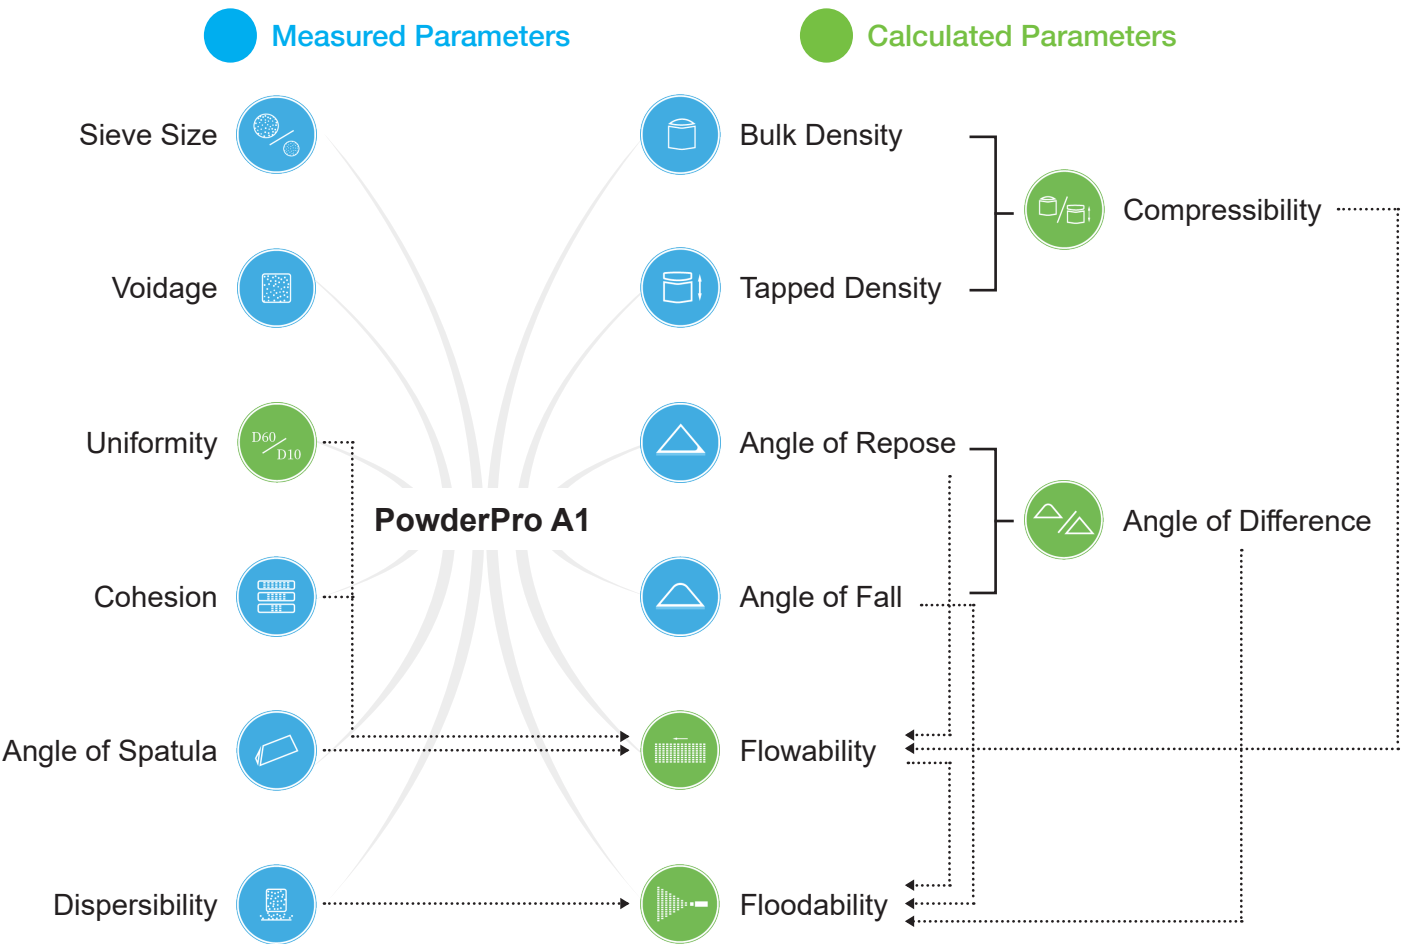 Measured Parameters
Calculated Parameters
Sieve Size
Bulk Density
Compressibility
Voidage
Tapped Density
Uniformity
D60
D10
Angle of Repose
PowderPro A1
Angle of Difference
Cohesion
Angle of Fall
Angle of Spatula
Flowability
Dispersibility
Floodability